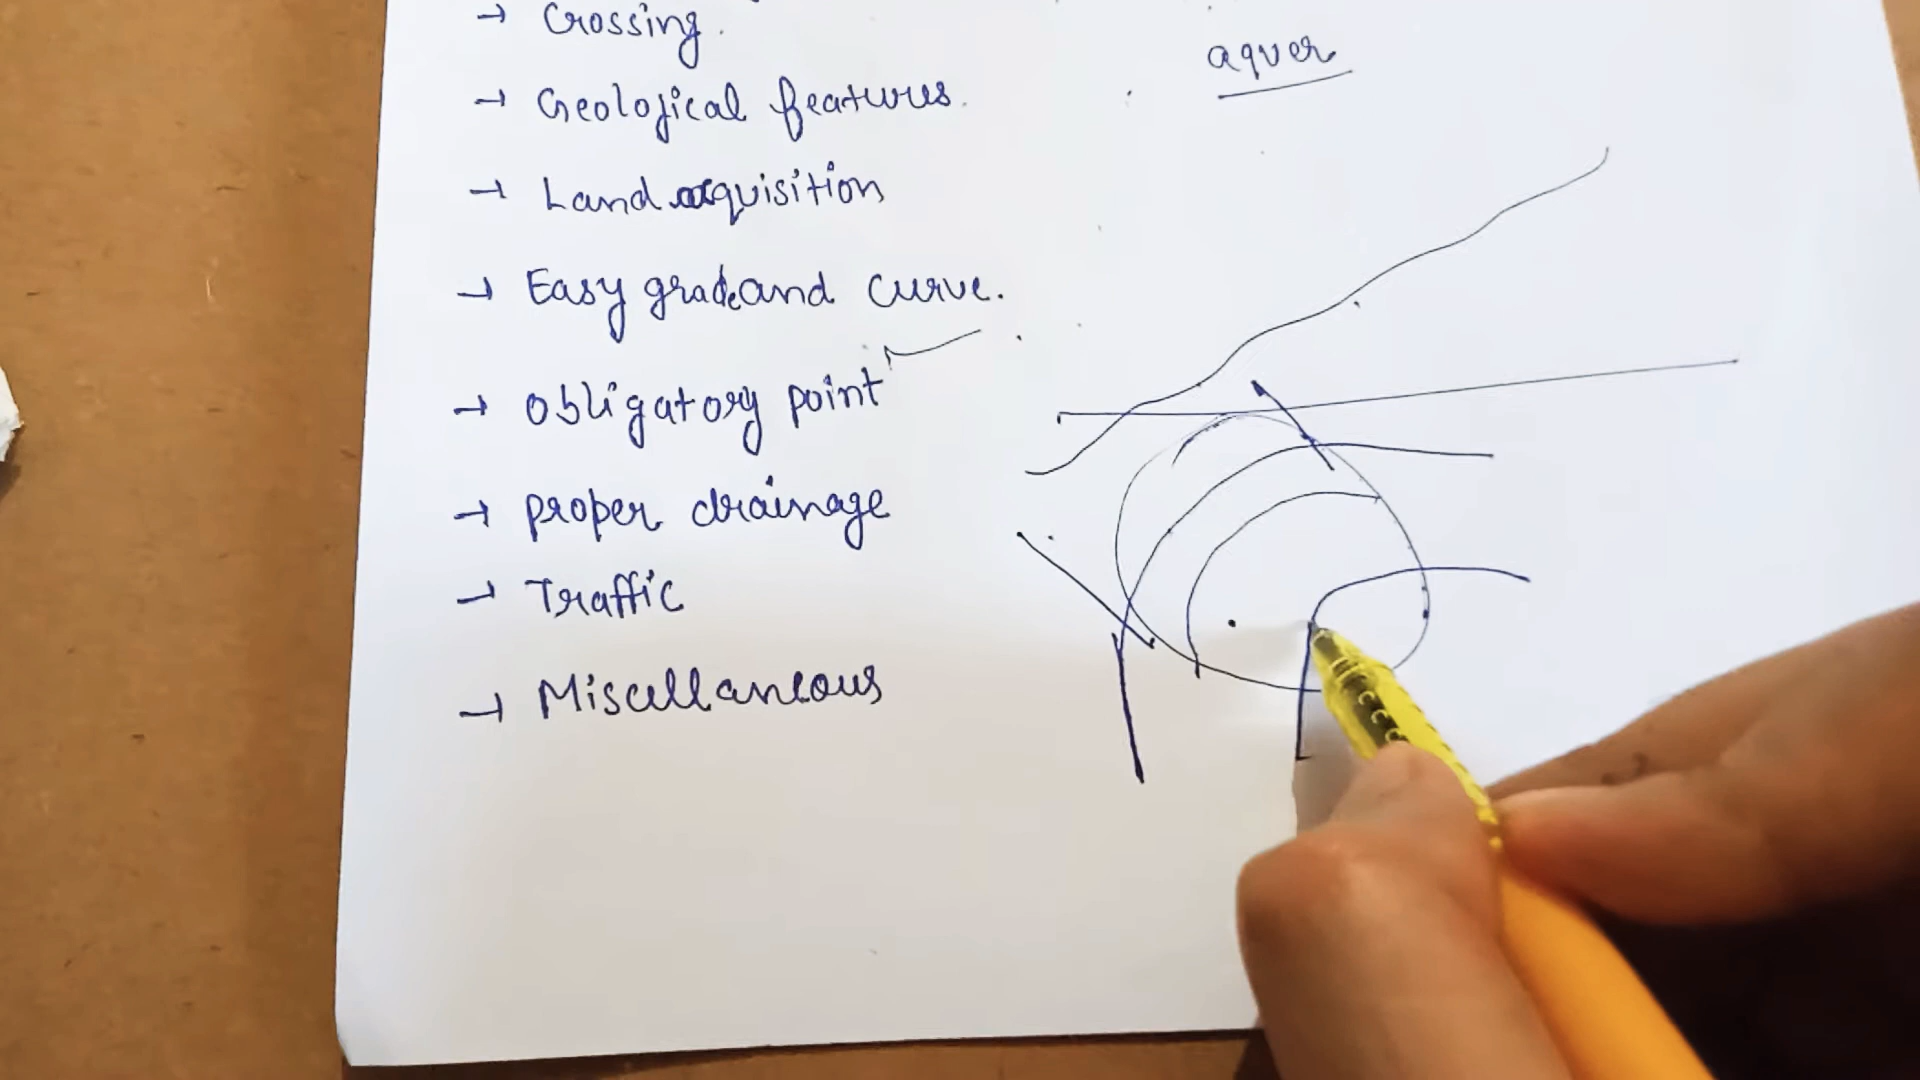 → Crossing.
aquer
→ Geological features.
→ Land acquisition
→ Easy grade and curve.
→ Obligatory point
→ proper drainage
→ Traffic
→ Miscellaneous